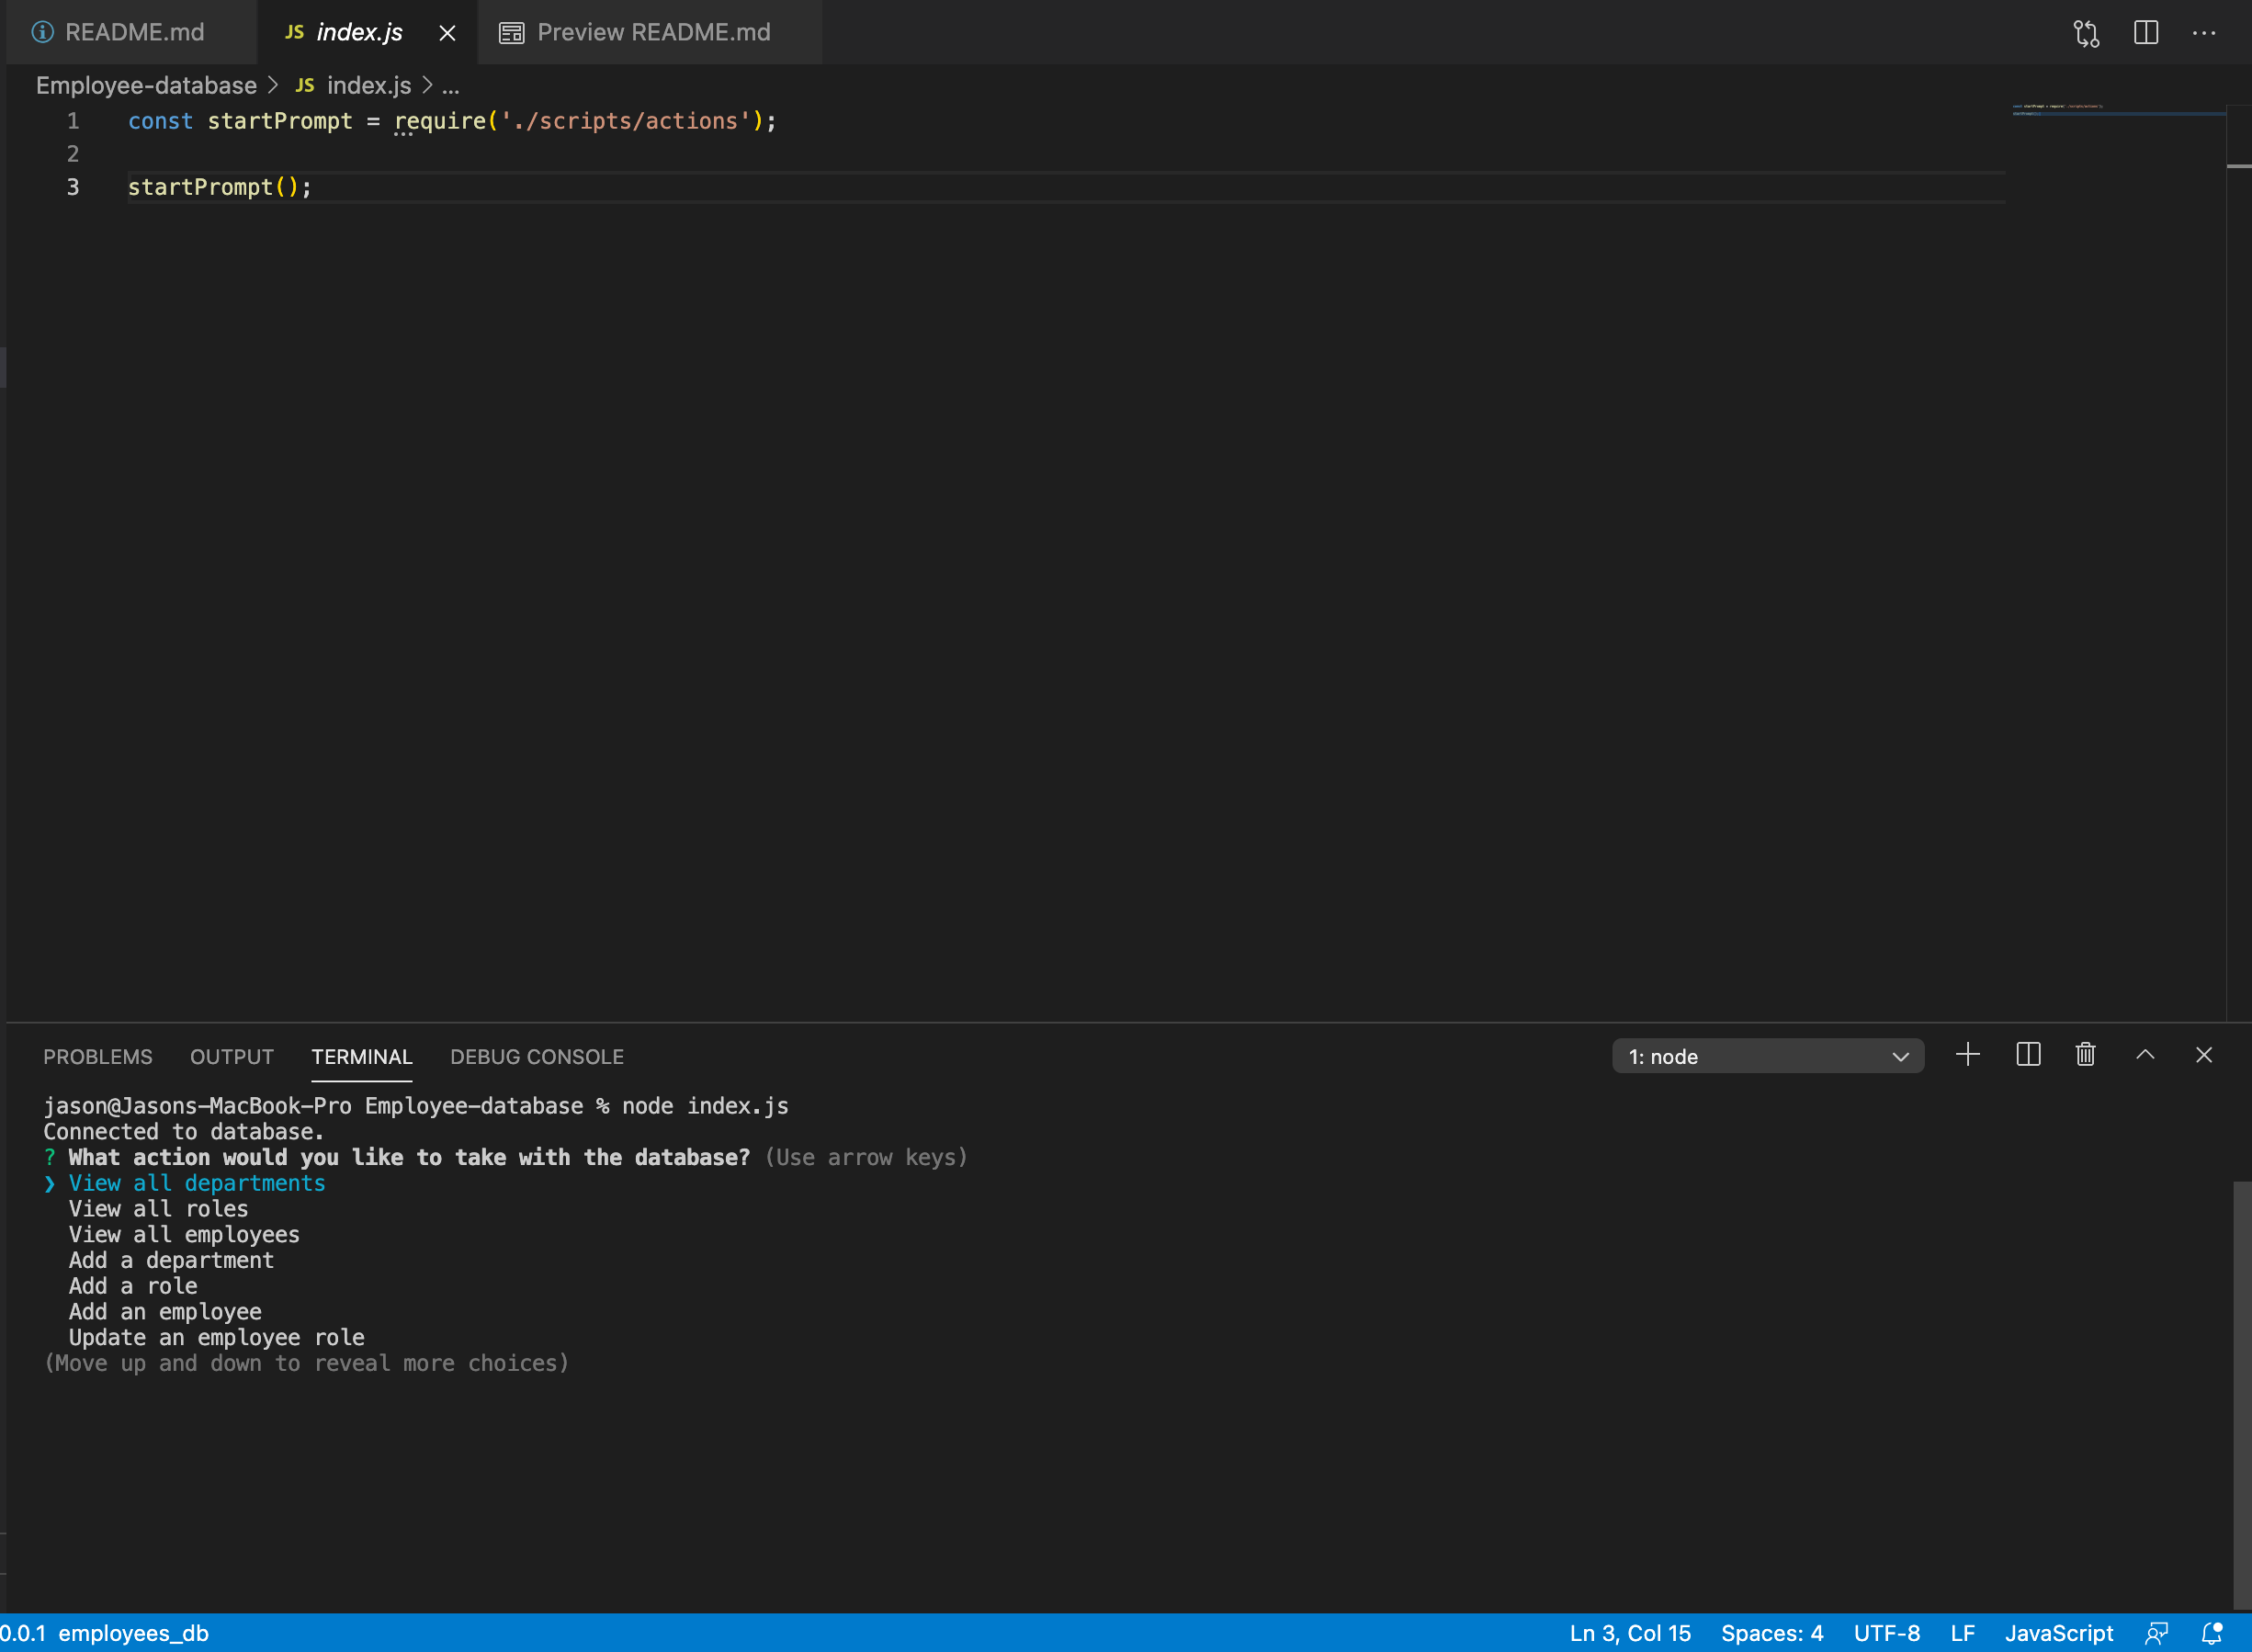 README.md JS index.js Preview README.md
Employee-database > JS index.js > ...
1 const startPrompt = require('./scripts/actions');
2
3 startPrompt();
PROBLEMS OUTPUT TERMINAL DEBUG CONSOLE 1: node
jason@Jasons-MacBook-Pro Employee-database % node index.js
Connected to database.
? What action would you like to take with the database? (Use arrow keys)
❯ View all departments
View all roles
View all employees
Add a department
Add a role
Add an employee
Update an employee role
(Move up and down to reveal more choices)
0.0.1 employees_db Ln 3, Col 15 Spaces: 4 UTF-8 LF JavaScript